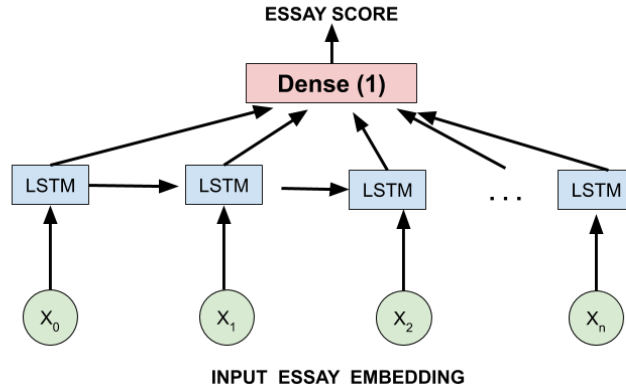 ESSAY SCORE
Dense (1)
LSTM LSTM LSTM ... LSTM
X0 X1 X2 Xn
INPUT ESSAY EMBEDDING